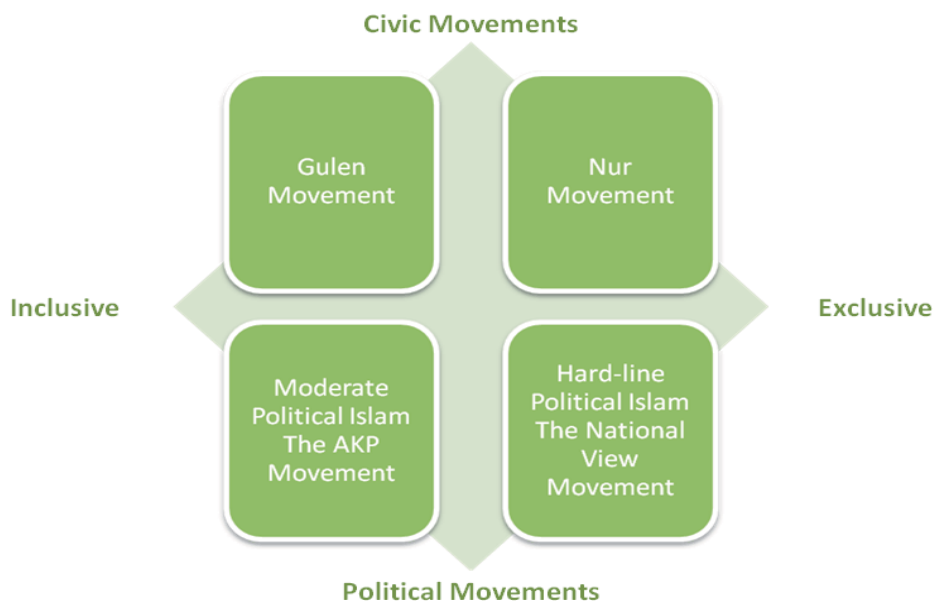 Civic Movements
Gulen
Movement
Nur
Movement
Inclusive
Exclusive
Moderate
Political Islam
The AKP
Movement
Hard-line
Political Islam
The National
View
Movement
Political Movements